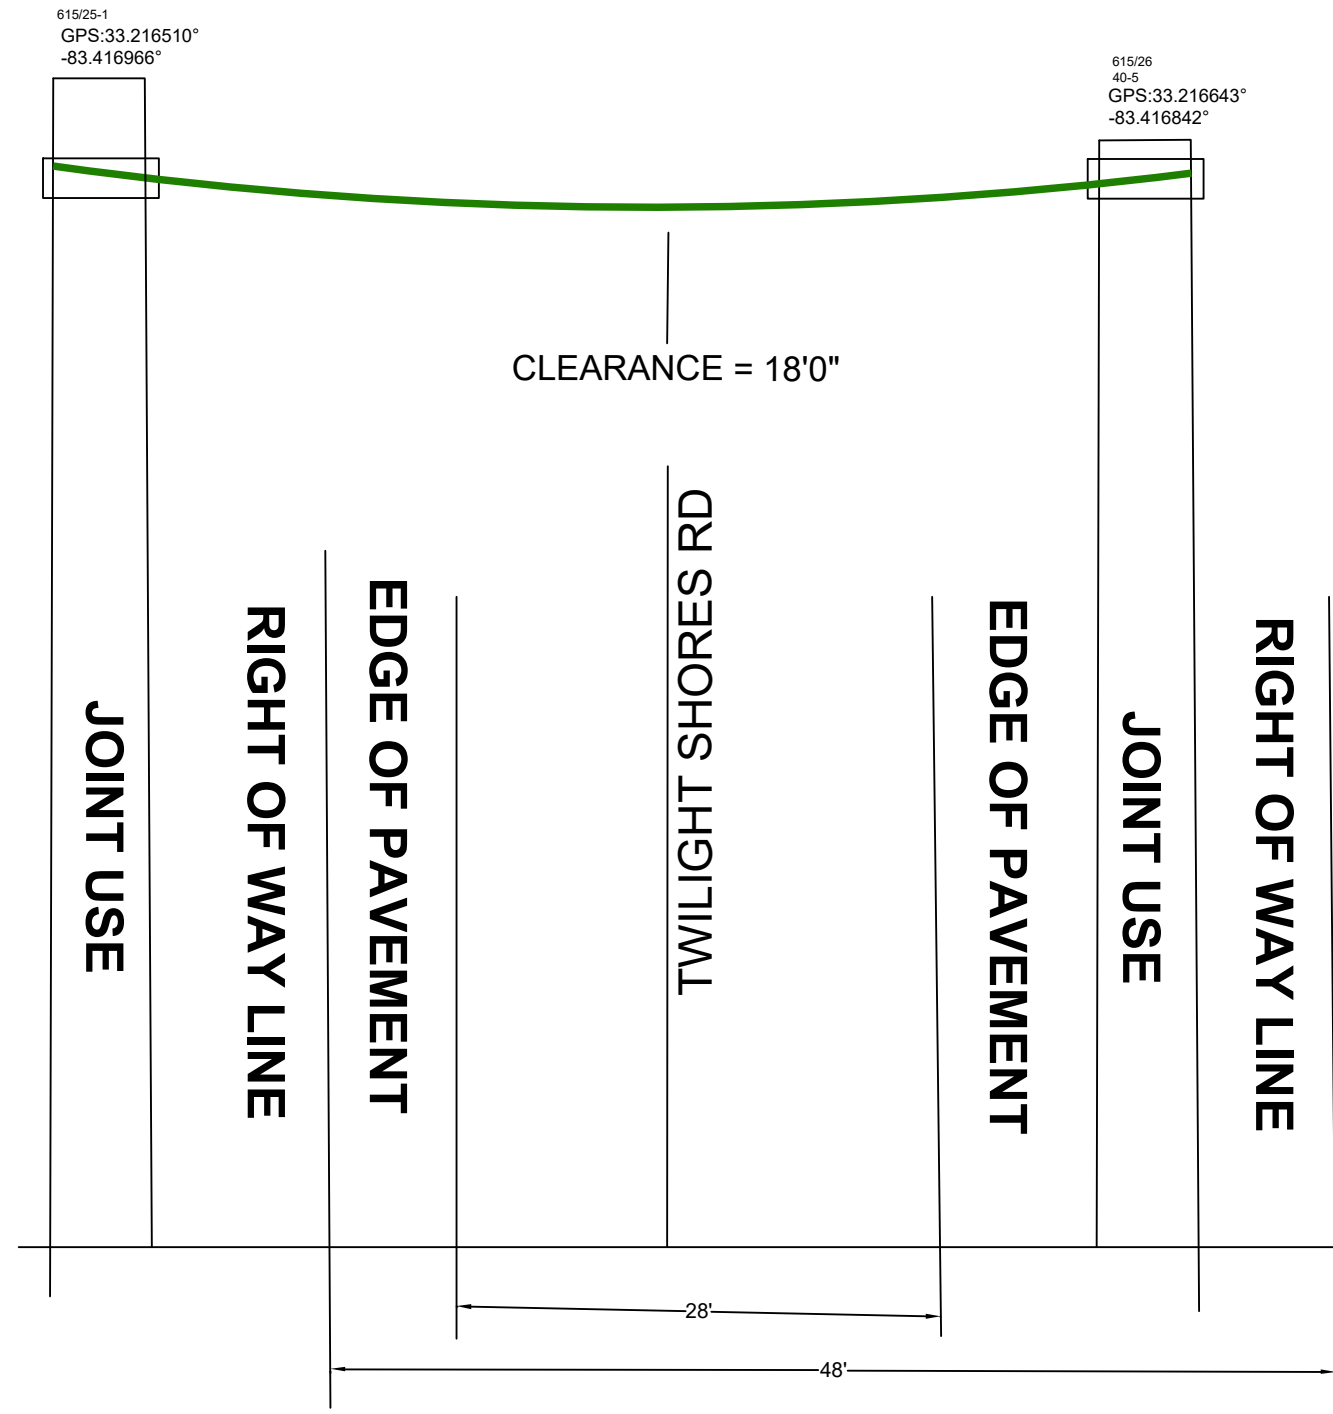 615/25-1
GPS:33.216510°
-83.416966°
615/26
40-5
GPS:33.216643°
-83.416842°
CLEARANCE = 18'0"
JOINT USE
RIGHT OF WAY LINE
EDGE OF PAVEMENT
TWILIGHT SHORES RD
EDGE OF PAVEMENT
JOINT USE
RIGHT OF WAY LINE
28'
48'